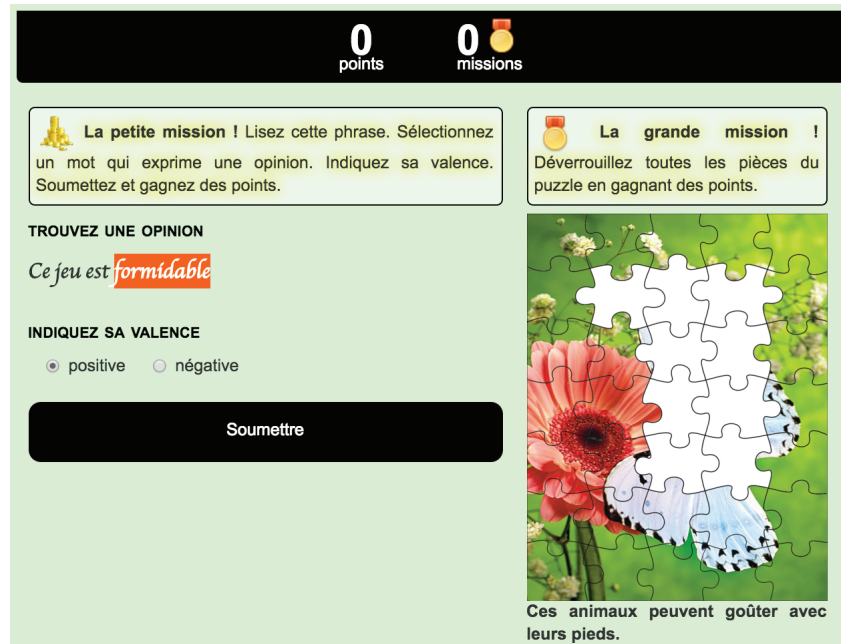 0 0
points missions
La petite mission ! Lisez cette phrase. Sélectionnez
un mot qui exprime une opinion. Indiquez sa valence.
Soumettez et gagnez des points.
TROUVEZ UNE OPINION
Ce jeu est formidable
INDIQUEZ SA VALENCE
positive négative
Soumettre
La grande mission !
Déverrouillez toutes les pièces du
puzzle en gagnant des points.
Ces animaux peuvent goûter avec
leurs pieds.